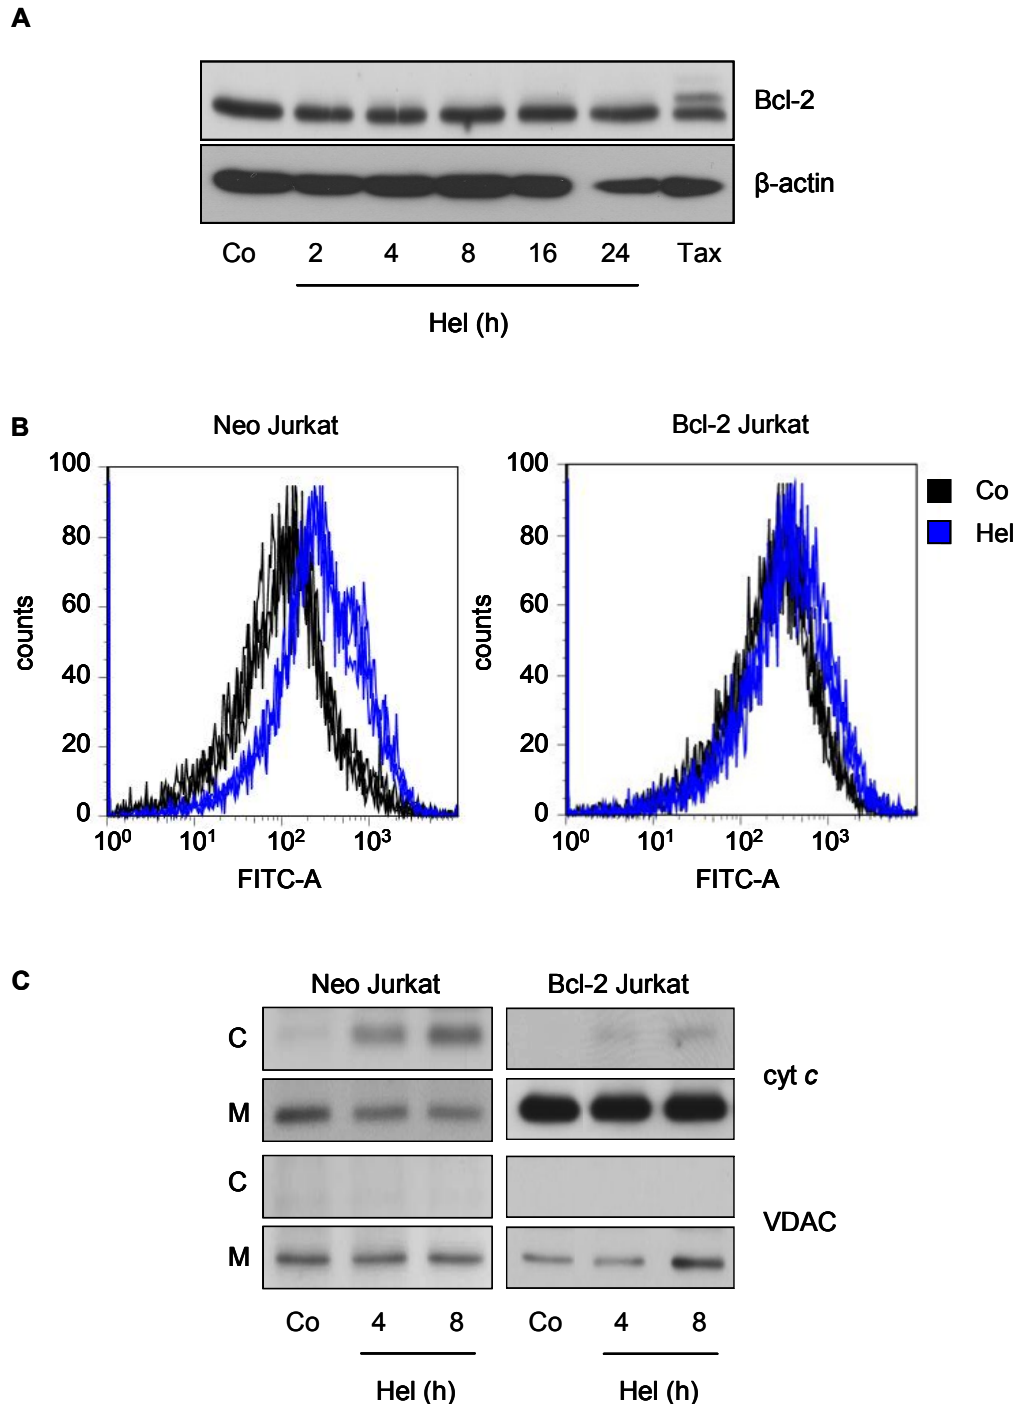 A
Bcl-2
β-actin
Co 2 4 8 16 24 Tax
Hel (h)
B
Neo Jurkat
Bcl-2 Jurkat
100
80
60
40
20
0
counts
10⁰ 10¹ 10² 10³
FITC-A
100
80
60
40
20
0
counts
10⁰ 10¹ 10² 10³
FITC-A
Co
Hel
C
Neo Jurkat
Bcl-2 Jurkat
C
cyt c
M
C
VDAC
M
Co 4 8
Co 4 8
Hel (h)
Hel (h)